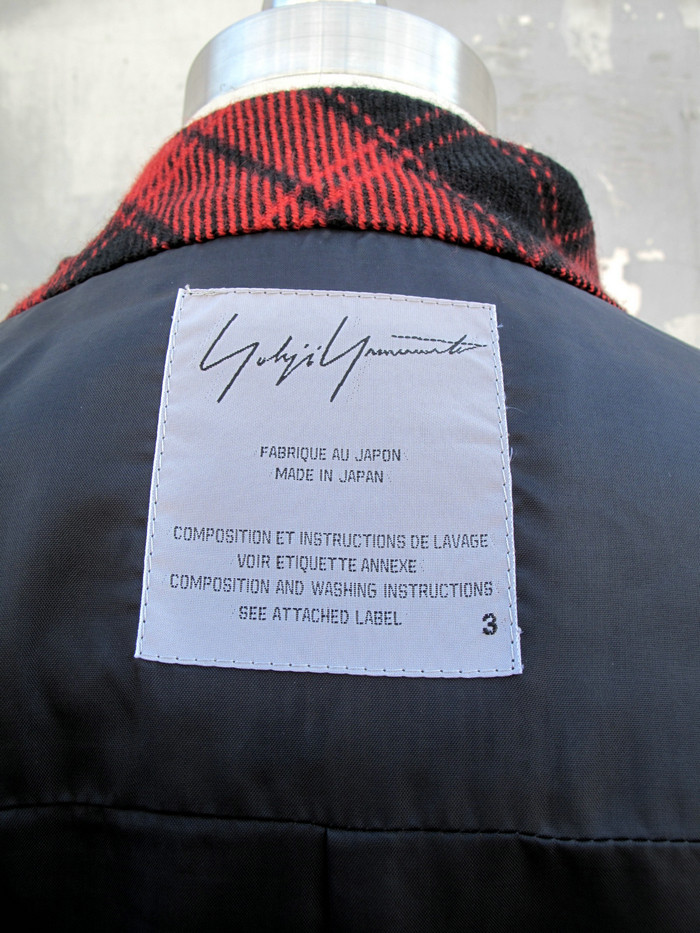 Yohji Yamamoto
FABRIQUE AU JAPON
MADE IN JAPAN
COMPOSITION ET INSTRUCTIONS DE LAVAGE
VOIR ETIQUETTE ANNEXE
COMPOSITION AND WASHING INSTRUCTIONS
SEE ATTACHED LABEL
3